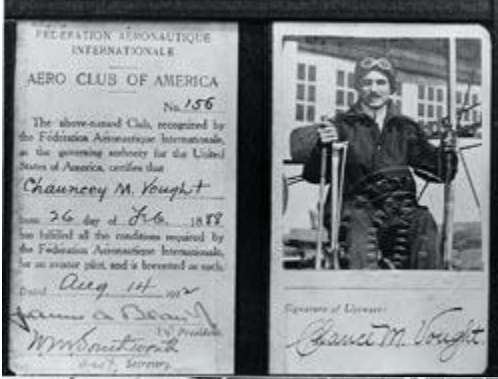 FÉDÉRATION AÉRONAUTIQUE
INTERNATIONALE
AERO CLUB OF AMERICA
No. 156
The above-named Club, recognized by
the Fédération Aéronautique Internationale,
as the governing authority for the United
States of America, certifies that
Chauncey M. Vought
born 26 day of Feb. 1888
has fulfilled all the conditions required by
the Fédération Aéronautique Internationale,
for an aviator pilot, and is brevetted as such.
Dated Aug 14 1912
James A
President
Secretary
Signature of Licensee:
Chance M. Vought.